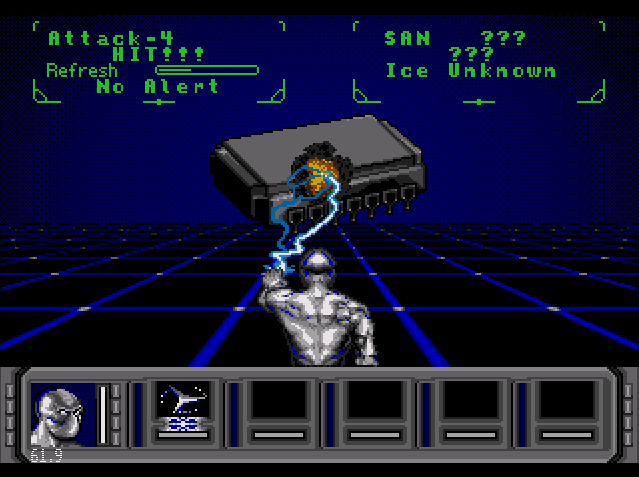 Attack-4
HIT!!!
Refresh
No Alert
SAN ???
???
Ice Unknown
61.9